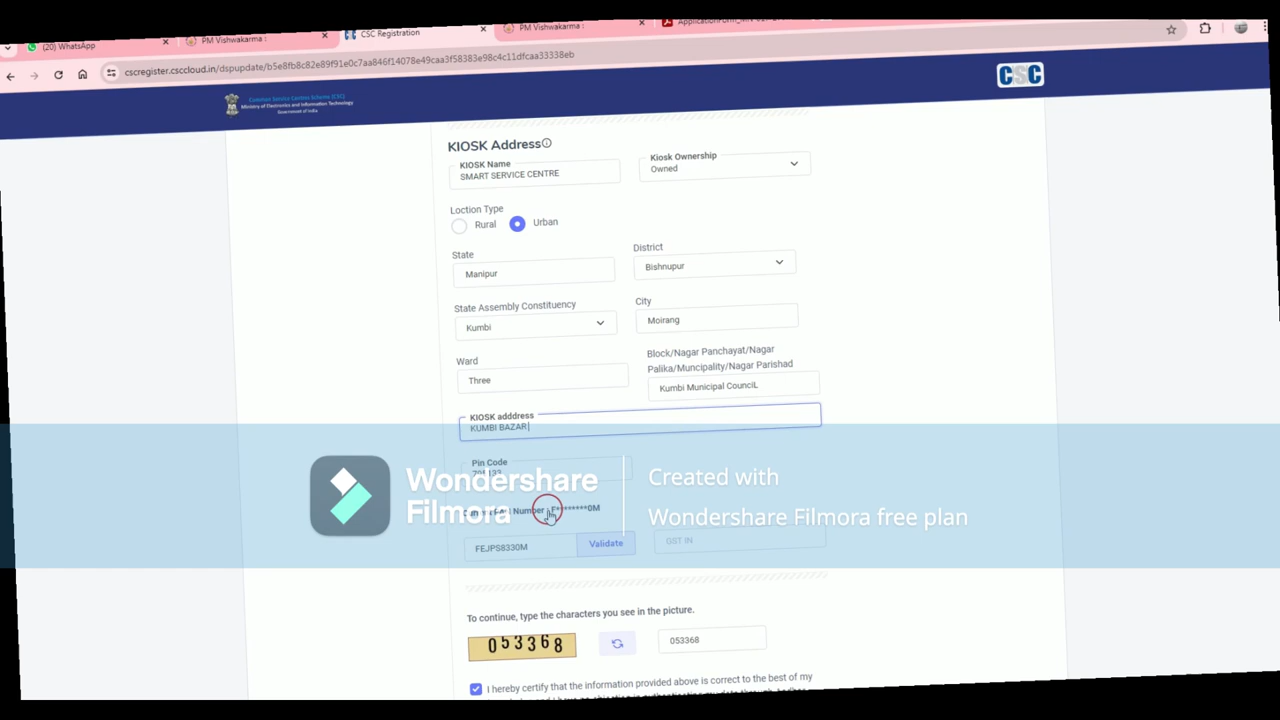 (20) WhatsApp
PM Vishwakarma :
CSC Registration
PM Vishwakarma :
cscregister.csccloud.in/dspupdate/b5e8fb8c82e89f91e0c7aa846f14078e49caa3f58383e98c4c11dfcaa33338eb
Common Service Centres Scheme (CSC)
Ministry of Electronics and Information Technology
Government of India
CSC
KIOSK Address
KIOSK Name
SMART SERVICE CENTRE
Kiosk Ownership
Owned
Loction Type
Rural
Urban
State
Manipur
District
Bishnupur
State Assembly Constituency
Kumbi
City
Moirang
Ward
Three
Block/Nagar Panchayat/Nagar
Palika/Muncipality/Nagar Parishad
Kumbi Municipal CounciL
KIOSK adddress
KUMBI BAZAR
Pin Code
Number : F********0M
FEJPS8330M
Validate
GST IN
Wondershare
Filmora
Created with
Wondershare Filmora free plan
To continue, type the characters you see in the picture.
053368
053368
I hereby certify that the information provided above is correct to the best of my